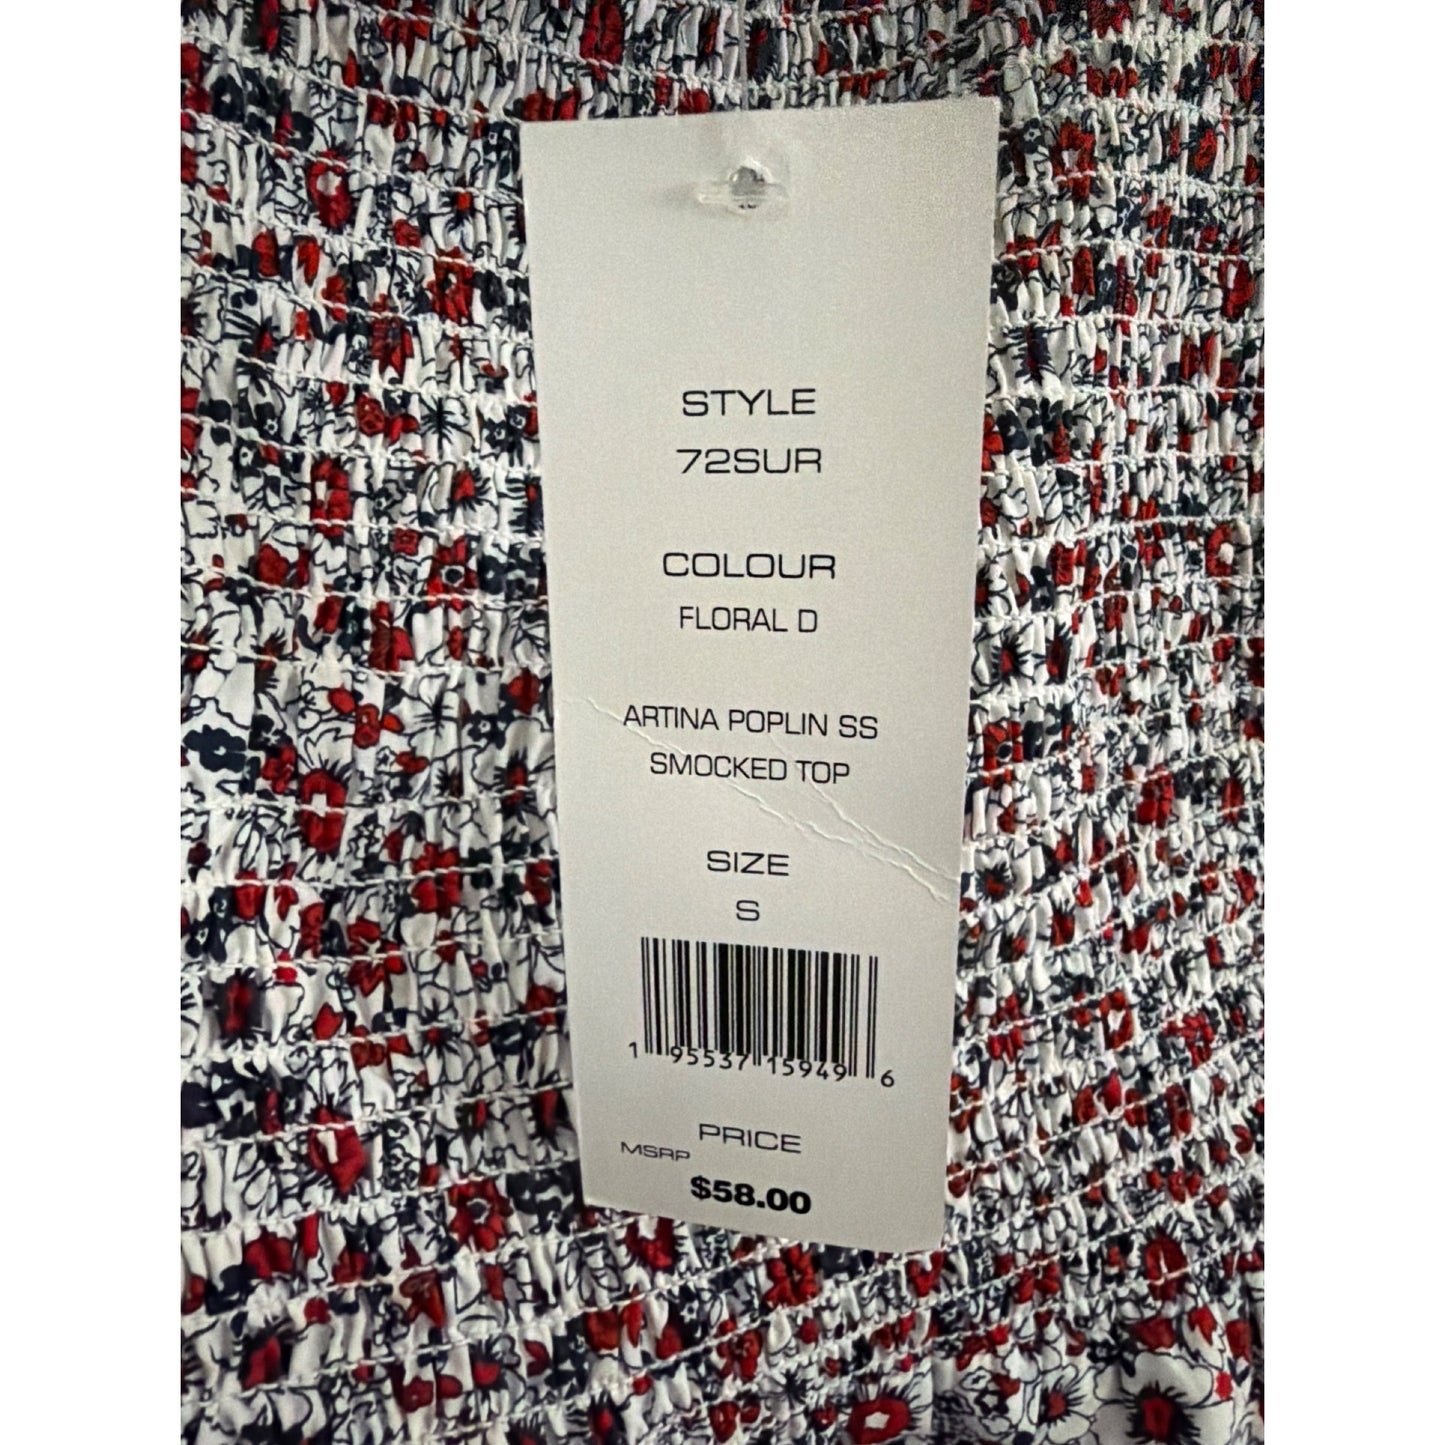 STYLE
72SUR
COLOUR
FLORAL D
ARTINA POPLIN SS
SMOCKED TOP
SIZE
S
1 95537 15949 6
PRICE
MSRP
$58.00